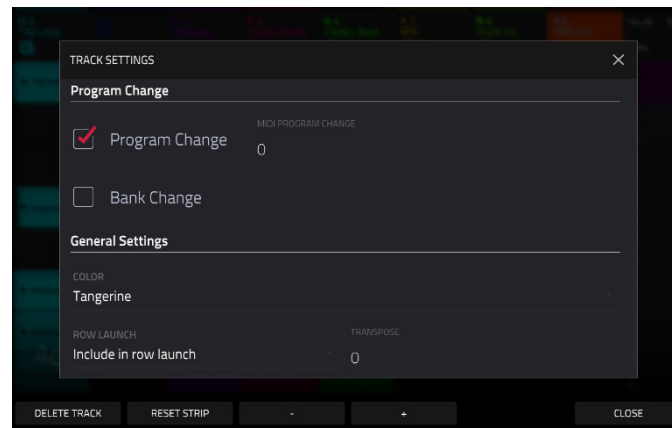 TRACK SETTINGS
Program Change
MIDI PROGRAM CHANGE
Program Change
0
Bank Change
General Settings
COLOR
Tangerine
ROW LAUNCH
TRANSPOSE
Include in row launch
0
DELETE TRACK
RESET STRIP
-
+
CLOSE